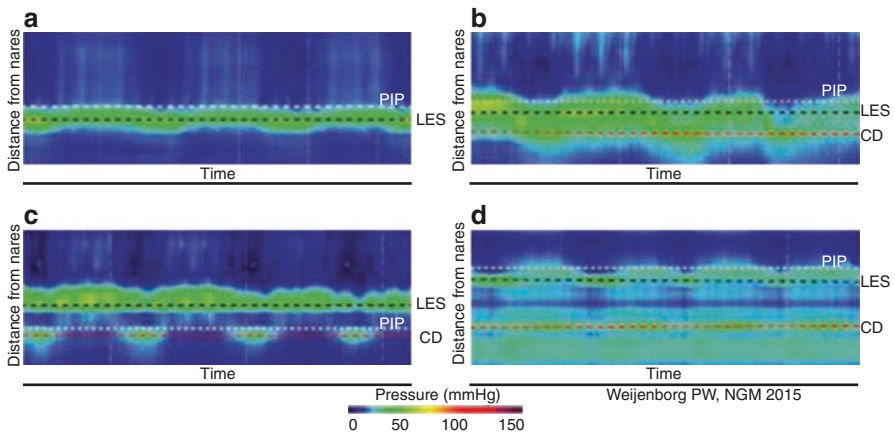 a
Distance from nares
PIP
LES
Time
b
Distance from nares
PIP
LES
CD
Time
c
Distance from nares
LES
PIP
CD
Time
d
Distance from nares
PIP
LES
CD
Time
Pressure (mmHg)
0 50 100 150
Weijenborg PW, NGM 2015